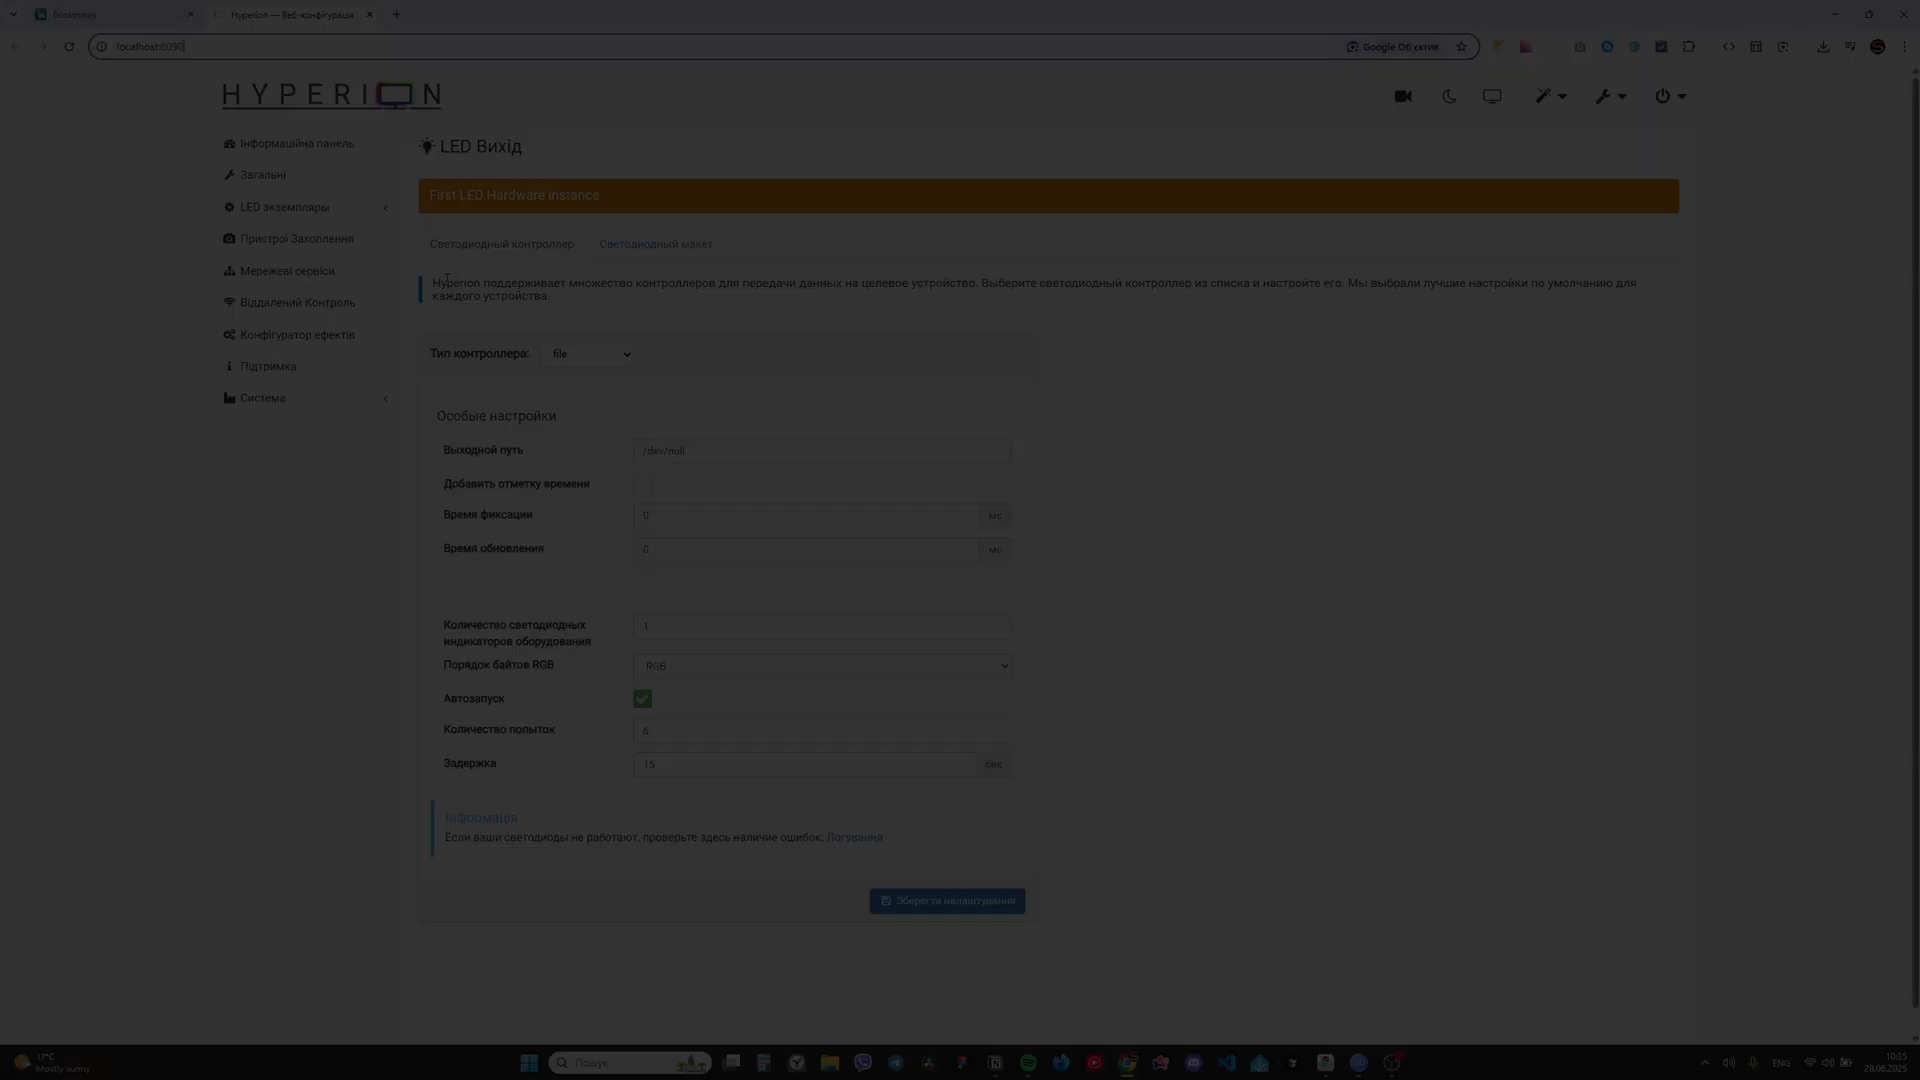 Hyperion — Веб-конфігурація
localhost:8090
Google Об'єктив
HYPERION
Інформаційна панель
Загальні
LED экземпляры
Пристрої Захоплення
Мережеві сервіси
Віддалений Контроль
Конфігуратор ефектів
Підтримка
Система
LED Вихід
First LED Hardware instance
Светодиодный контроллер
Светодиодный макет
Hyperion поддерживает множество контроллеров для передачи данных на целевое устройство. Выберите светодиодный контроллер из списка и настройте его. Мы выбрали лучшие настройки по умолчанию для
каждого устройства.
Тип контроллера:
file
Особые настройки
Выходной путь
/dev/null
Добавить отметку времени
Время фиксации
0
мс
Время обновления
0
мс
Количество светодиодных
индикаторов оборудования
1
Порядок байтов RGB
RGB
Автозапуск
Количество попыток
6
Задержка
15
сек
Інформація
Если ваши светодиоды не работают, проверьте здесь наличие ошибок: Логування
Зберегти налаштування
17°C
Mostly sunny
Пошук
ENG
10:35
28.06.2025